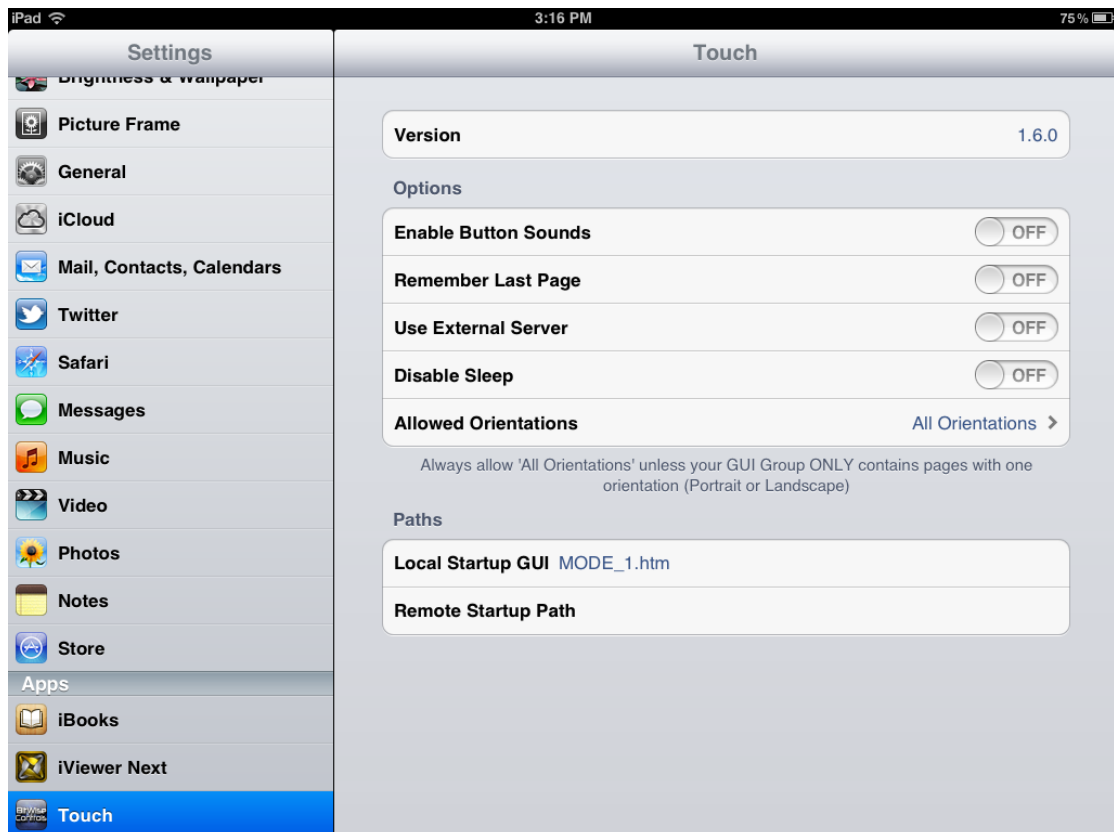 iPad 3:16 PM 75%
Settings
Touch
Brightness & Wallpaper
Picture Frame
General
iCloud
Mail, Contacts, Calendars
Twitter
Safari
Messages
Music
Video
Photos
Notes
Store
Apps
iBooks
iViewer Next
BitWise
Controls
Touch
Version 1.6.0
Options
Enable Button Sounds OFF
Remember Last Page OFF
Use External Server OFF
Disable Sleep OFF
Allowed Orientations All Orientations >
Always allow 'All Orientations' unless your GUI Group ONLY contains pages with one
orientation (Portrait or Landscape)
Paths
Local Startup GUI MODE_1.htm
Remote Startup Path